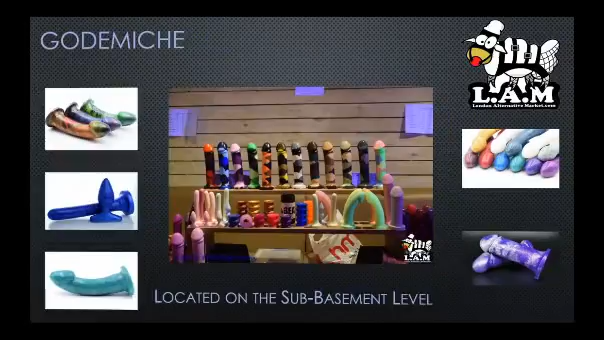 GODEMICHE
L.A.M
London Alternative Market.com
L.A.M
LOCATED ON THE SUB-BASEMENT LEVEL